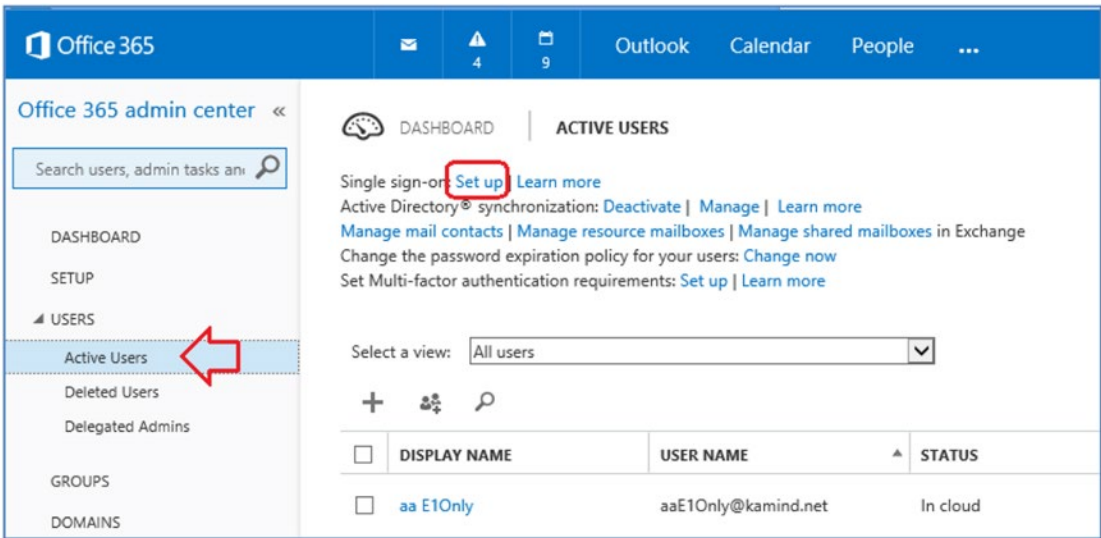 Office 365
4
9
Outlook Calendar People ...
Office 365 admin center «
Search users, admin tasks an
DASHBOARD
SETUP
USERS
Active Users
Deleted Users
Delegated Admins
GROUPS
DOMAINS
DASHBOARD | ACTIVE USERS
Single sign-on: Set up | Learn more
Active Directory® synchronization: Deactivate | Manage | Learn more
Manage mail contacts | Manage resource mailboxes | Manage shared mailboxes in Exchange
Change the password expiration policy for your users: Change now
Set Multi-factor authentication requirements: Set up | Learn more
Select a view: All users
DISPLAY NAME USER NAME STATUS
aa E1Only aaE1Only@kamind.net In cloud